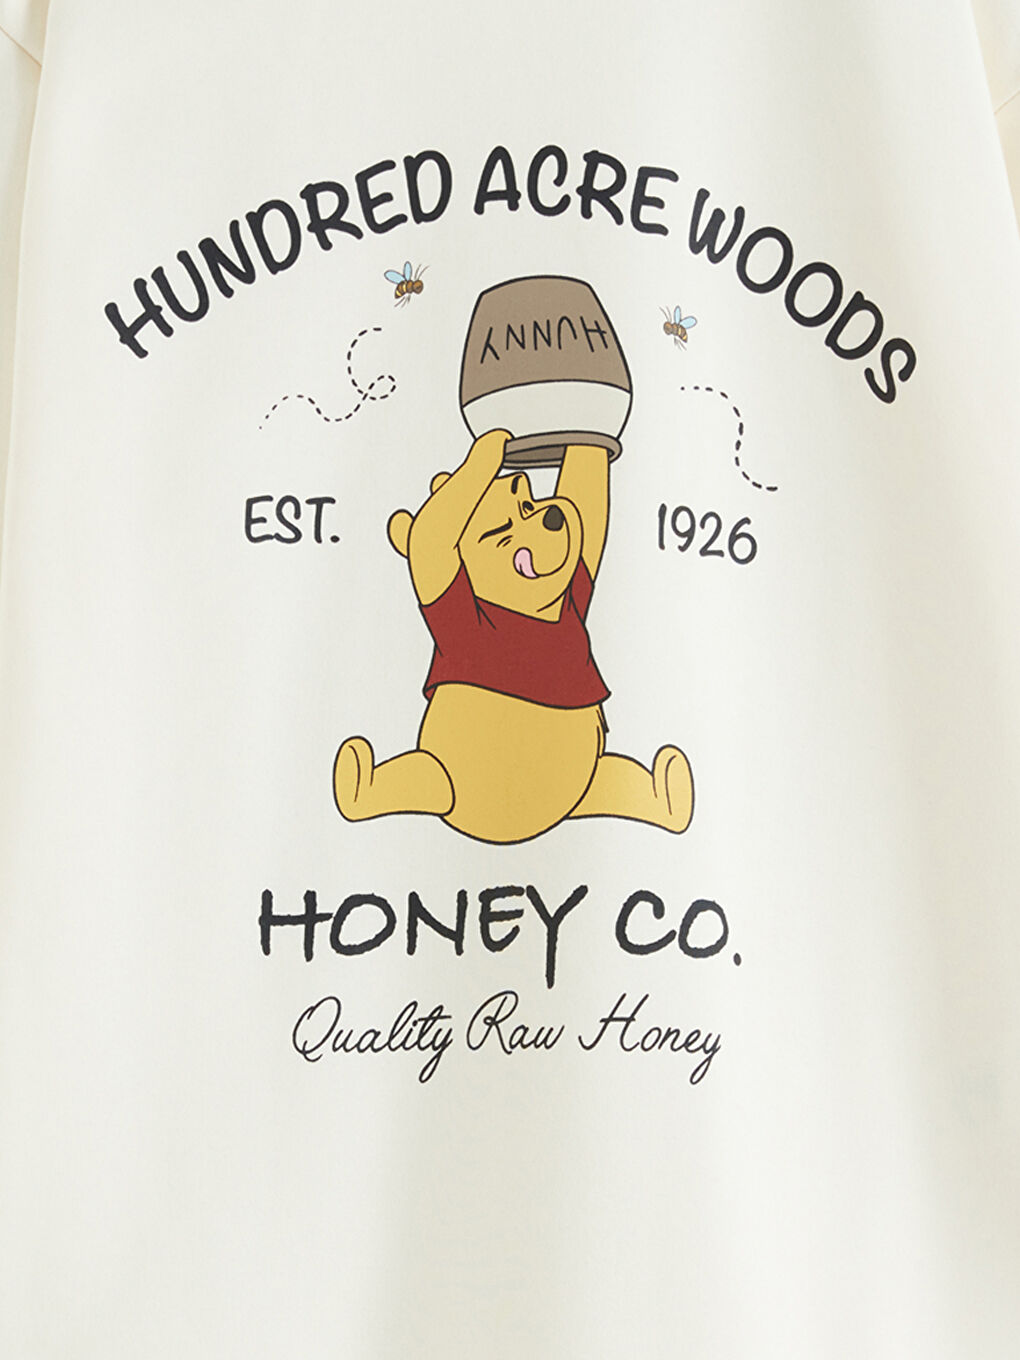 HUNDRED ACRE WOODS
HUNNY
EST. 1926
HONEY CO.
Quality Raw Honey